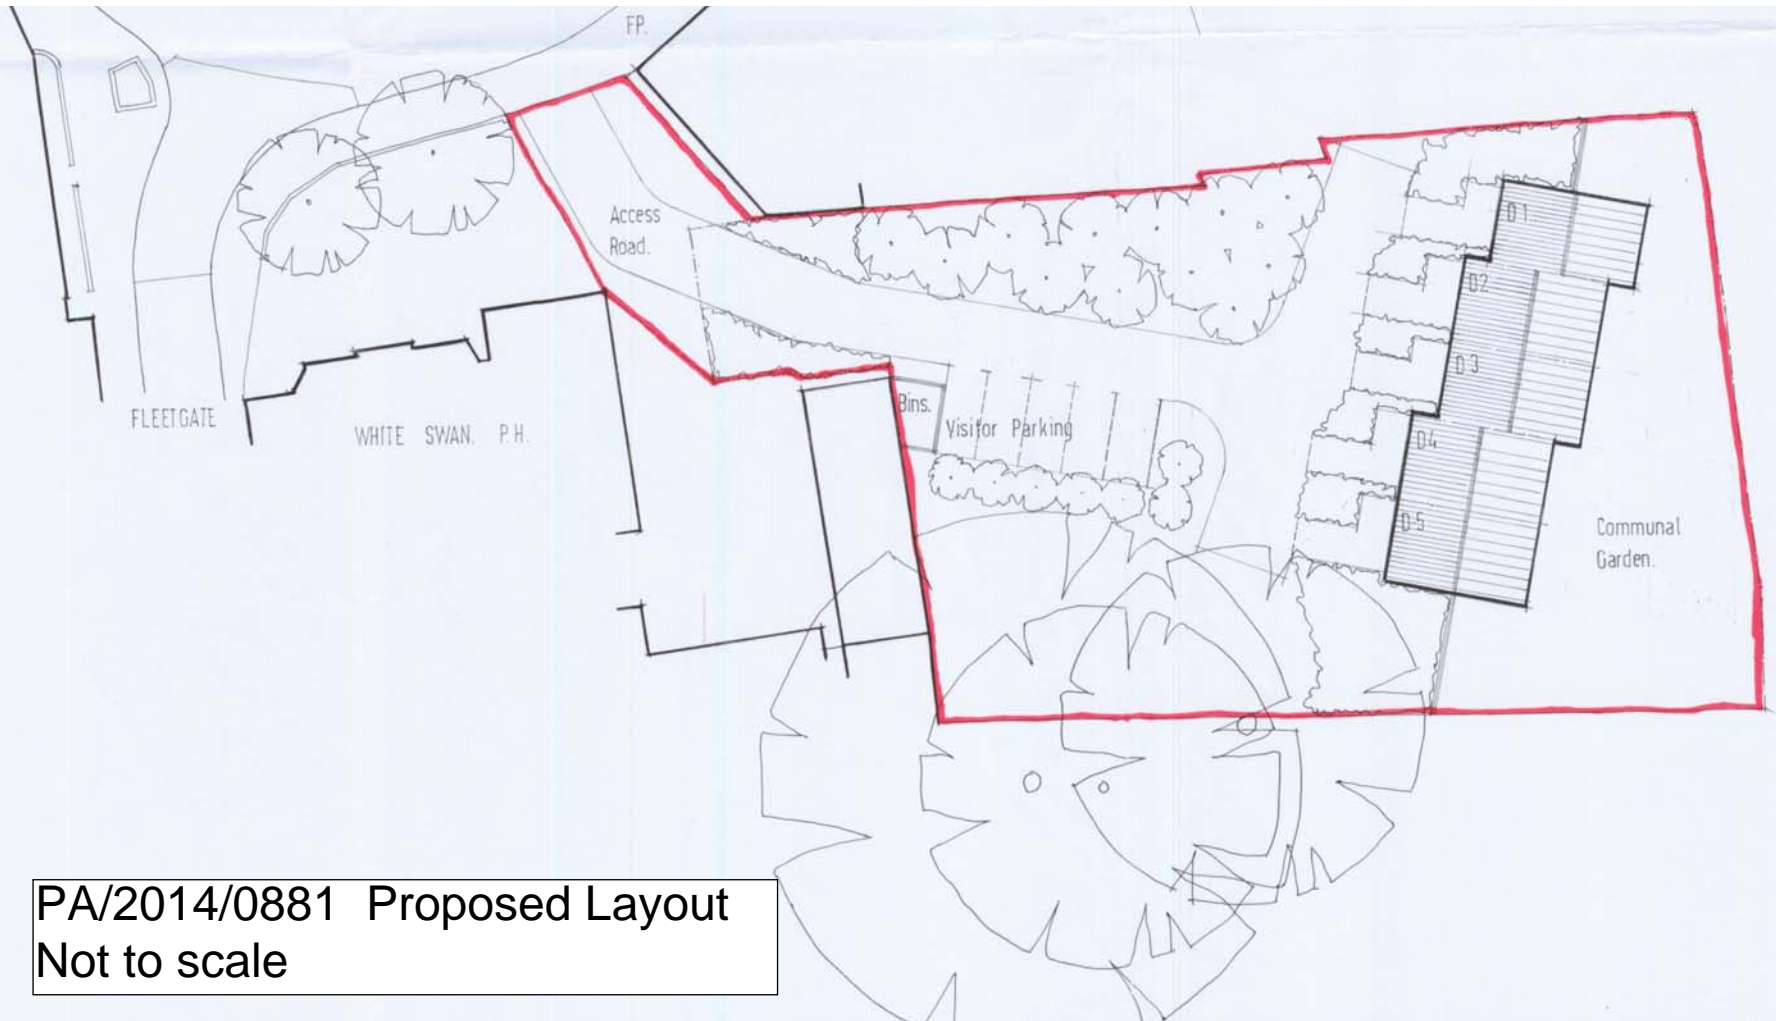 FP.
Access
Road.
FLEETGATE
WHITE SWAN. P.H.
Bins.
Visitor Parking
D1.
D2
D3
D4
D5
Communal
Garden.
PA/2014/0881 Proposed Layout
Not to scale